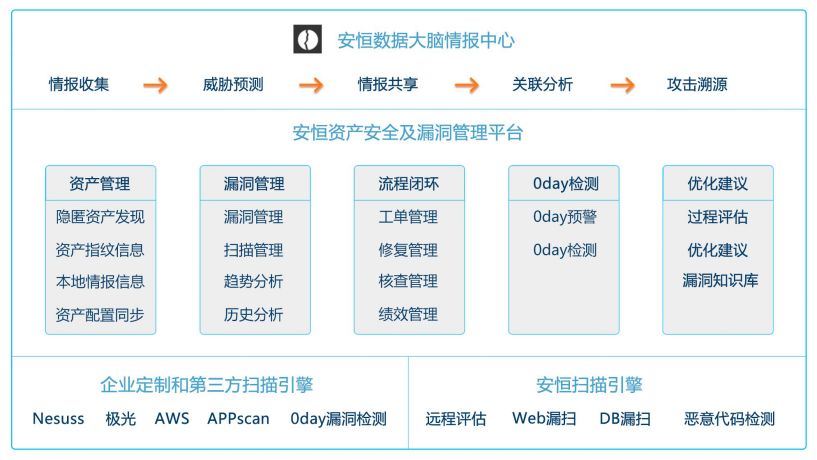 安恒数据大脑情报中心
情报收集 威胁预测 情报共享 关联分析 攻击溯源
安恒资产安全及漏洞管理平台
资产管理 漏洞管理 流程闭环 0day检测 优化建议
隐匿资产发现 漏洞管理 工单管理 0day预警 过程评估
资产指纹信息 扫描管理 修复管理 0day检测 优化建议
本地情报信息 趋势分析 核查管理 漏洞知识库
资产配置同步 历史分析 绩效管理
企业定制和第三方扫描引擎 安恒扫描引擎
Nesuss 极光 AWS APPscan 0day漏洞检测 远程评估 Web漏扫 DB漏扫 恶意代码检测